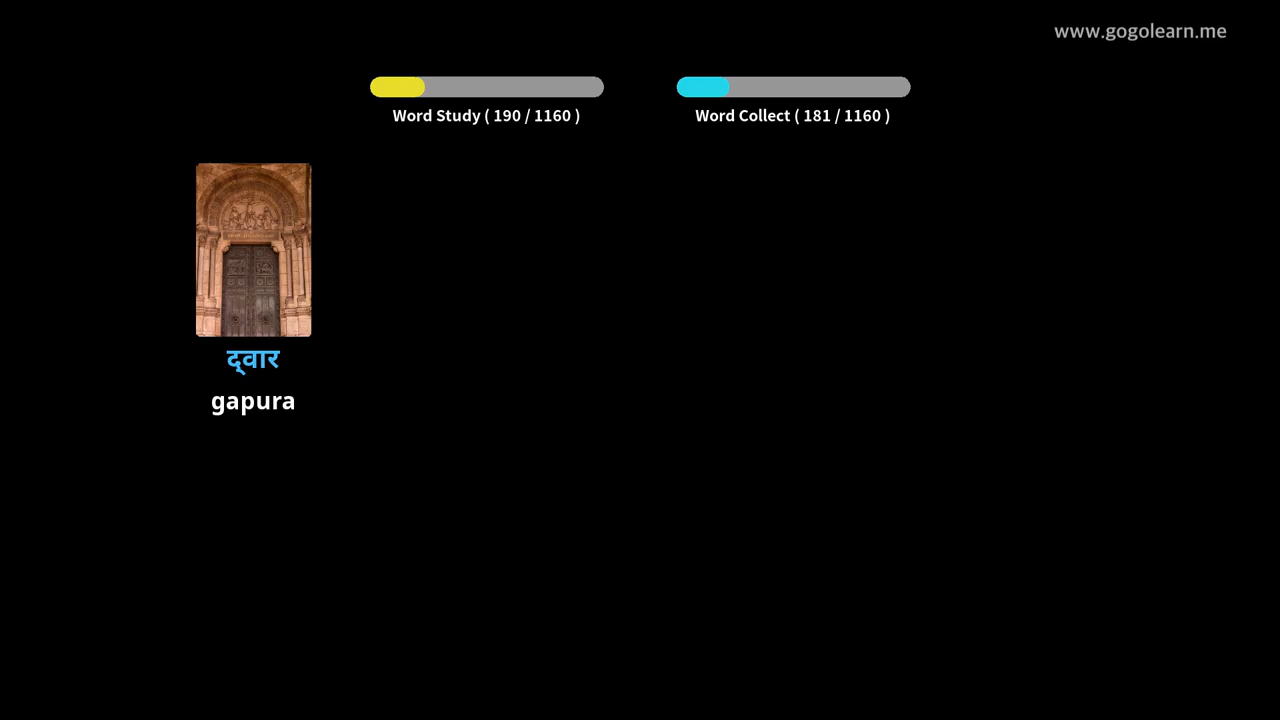 www.gogolearn.me
Word Study ( 190 / 1160 )
Word Collect ( 181 / 1160 )
द्वार
gapura